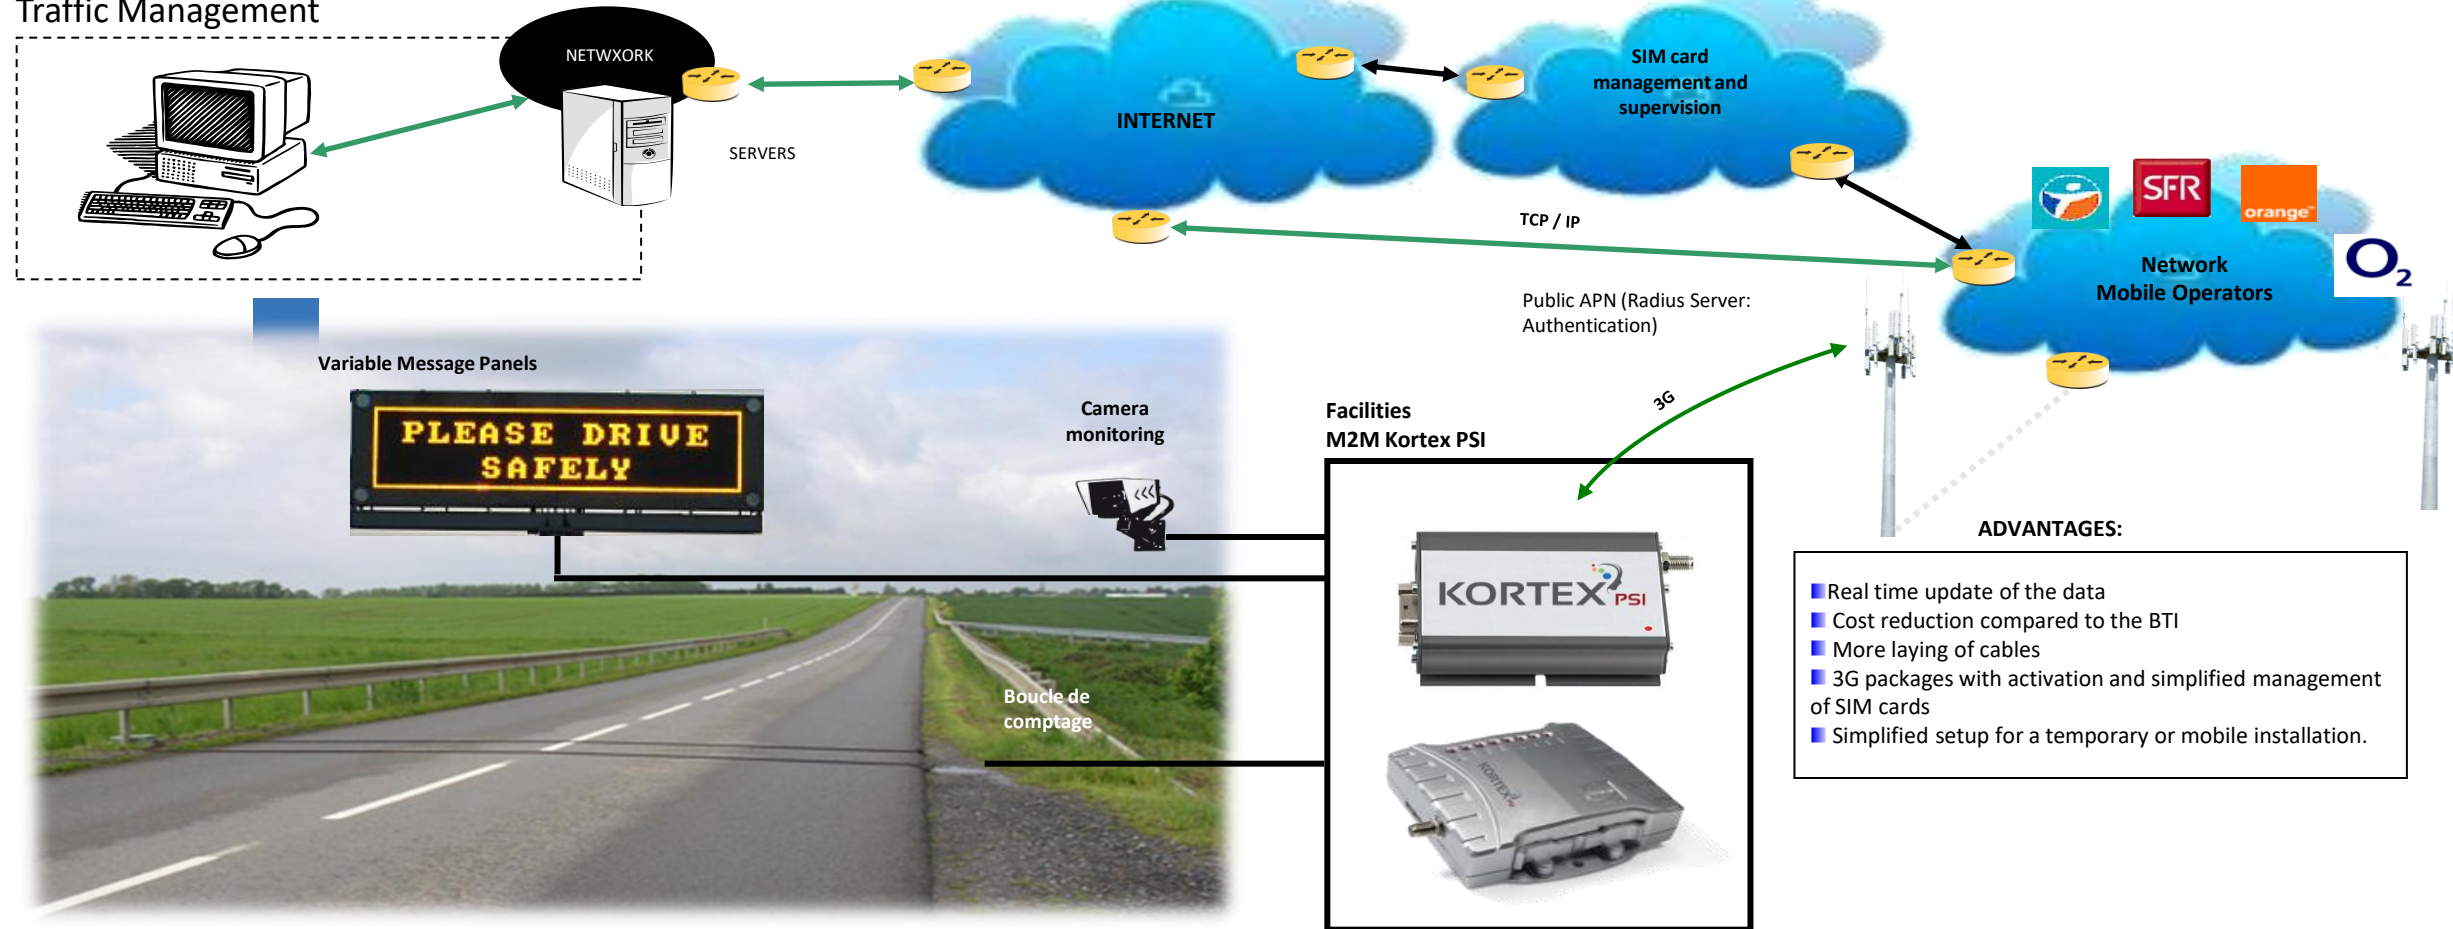 Traffic Management
NETWXORK
SERVERS
INTERNET
SIM card
management and
supervision
SFR
orange™
O2
TCP / IP
Network
Mobile Operators
Public APN (Radius Server:
Authentication)
Variable Message Panels
PLEASE DRIVE
SAFELY
Camera
monitoring
3G
Facilities
M2M Kortex PSI
KORTEX PSI
KORTEX
Boucle de
comptage
ADVANTAGES:
Real time update of the data
Cost reduction compared to the BTI
More laying of cables
3G packages with activation and simplified management
of SIM cards
Simplified setup for a temporary or mobile installation.